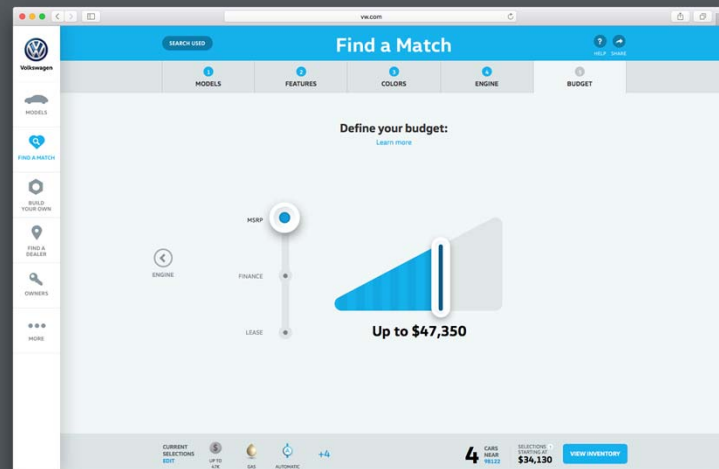 vw.com
Volkswagen
MODELS
FIND A MATCH
BUILD
YOUR OWN
FIND A
DEALER
OWNERS
MORE
SEARCH USED
Find a Match
?
HELP SHARE
1 2 3 4 5
MODELS FEATURES COLORS ENGINE BUDGET
Define your budget:
Learn more
MSRP
ENGINE
FINANCE
LEASE
Up to $47,350
CURRENT
SELECTIONS
EDIT
$
UP TO
47K
GAS
A
AUTOMATIC
+4
4 CARS
NEAR
98122
SELECTIONS
STARTING AT
$34,130
VIEW INVENTORY